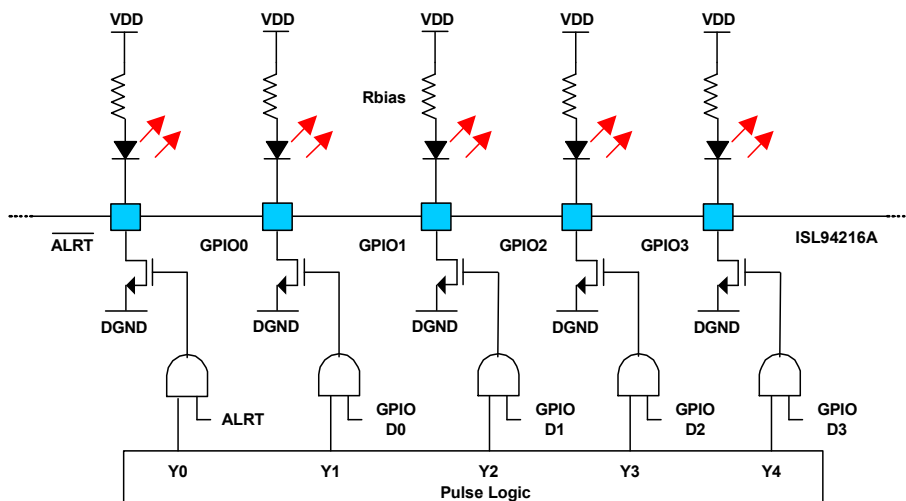 VDD VDD VDD VDD VDD
Rbias
ALRT GPIO0 GPIO1 GPIO2 GPIO3 ISL94216A
DGND DGND DGND DGND DGND
ALRT GPIO D0 GPIO D1 GPIO D2 GPIO D3
Y0 Y1 Y2 Y3 Y4
Pulse Logic